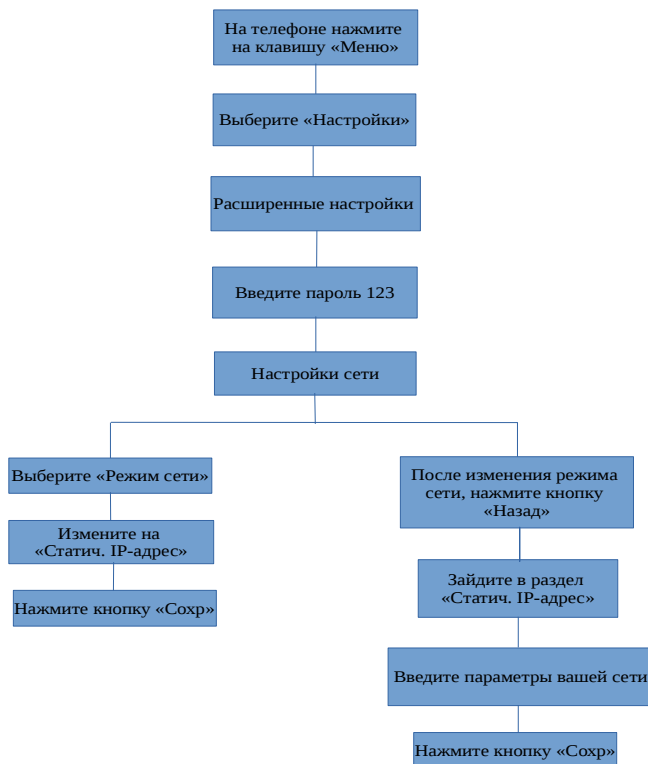 На телефоне нажмите
на клавишу «Меню»
Выберите «Настройки»
Расширенные настройки
Введите пароль 123
Настройки сети
Выберите «Режим сети»
Измените на
«Статич. IP-адрес»
Нажмите кнопку «Сохр»
После изменения режима
сети, нажмите кнопку
«Назад»
Зайдите в раздел
«Статич. IP-адрес»
Введите параметры вашей сети
Нажмите кнопку «Сохр»